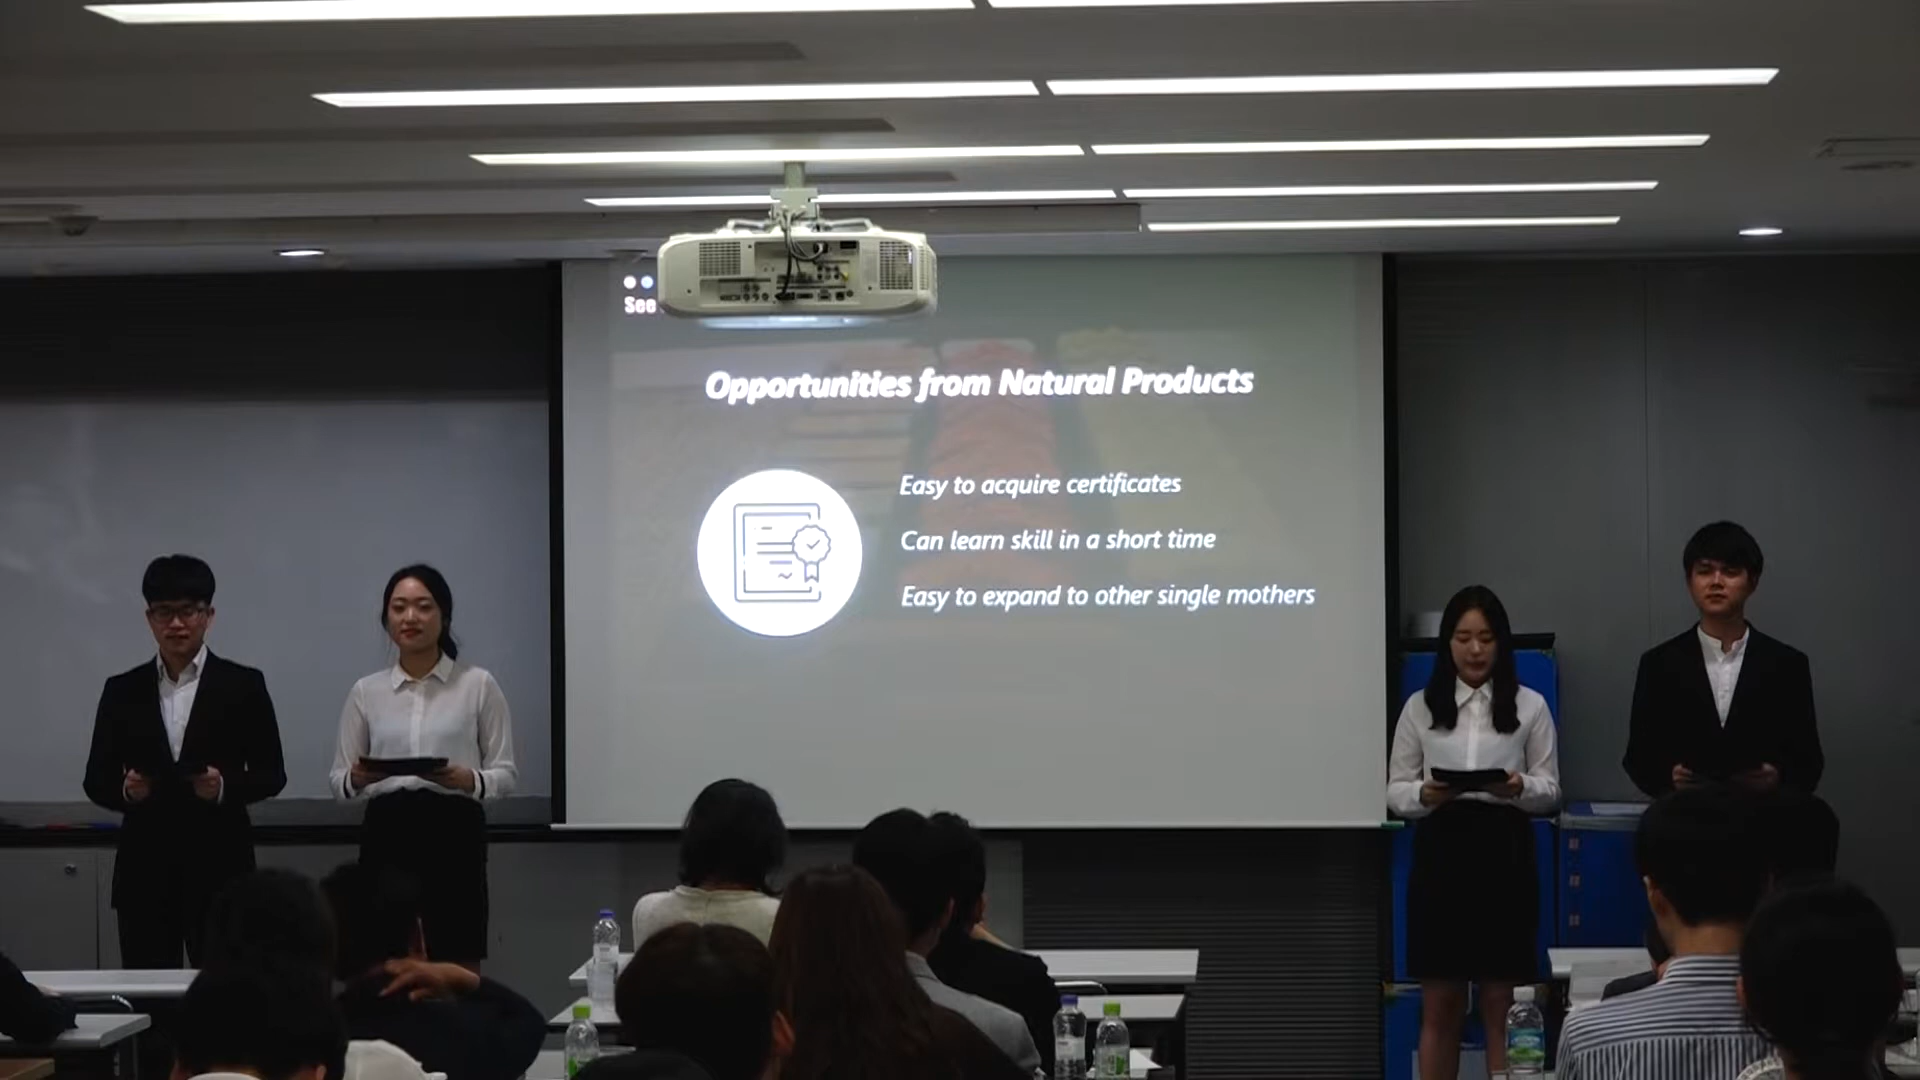 See
Opportunities from Natural Products
Easy to acquire certificates
Can learn skill in a short time
Easy to expand to other single mothers